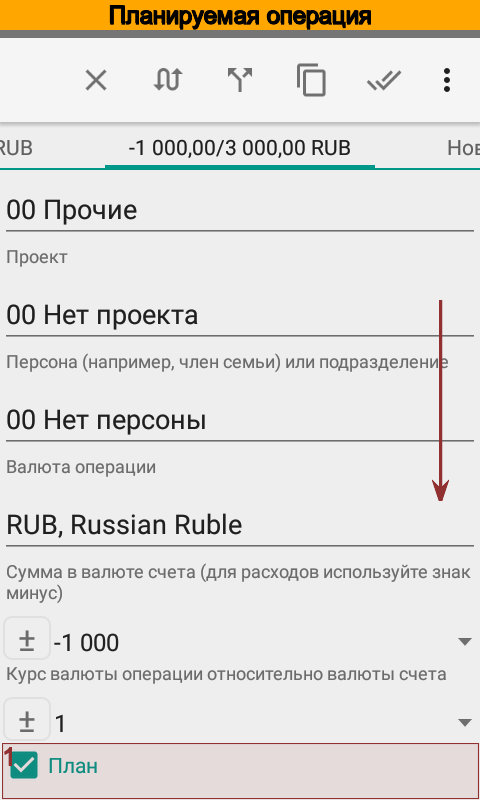 Планируемая операция
RUB
-1 000,00/3 000,00 RUB
Нов
00 Прочие
Проект
00 Нет проекта
Персона (например, член семьи) или подразделение
00 Нет персоны
Валюта операции
RUB, Russian Ruble
Сумма в валюте счета (для расходов используйте знак
минус)
± -1 000
Курс валюты операции относительно валюты счета
± 1
1
План